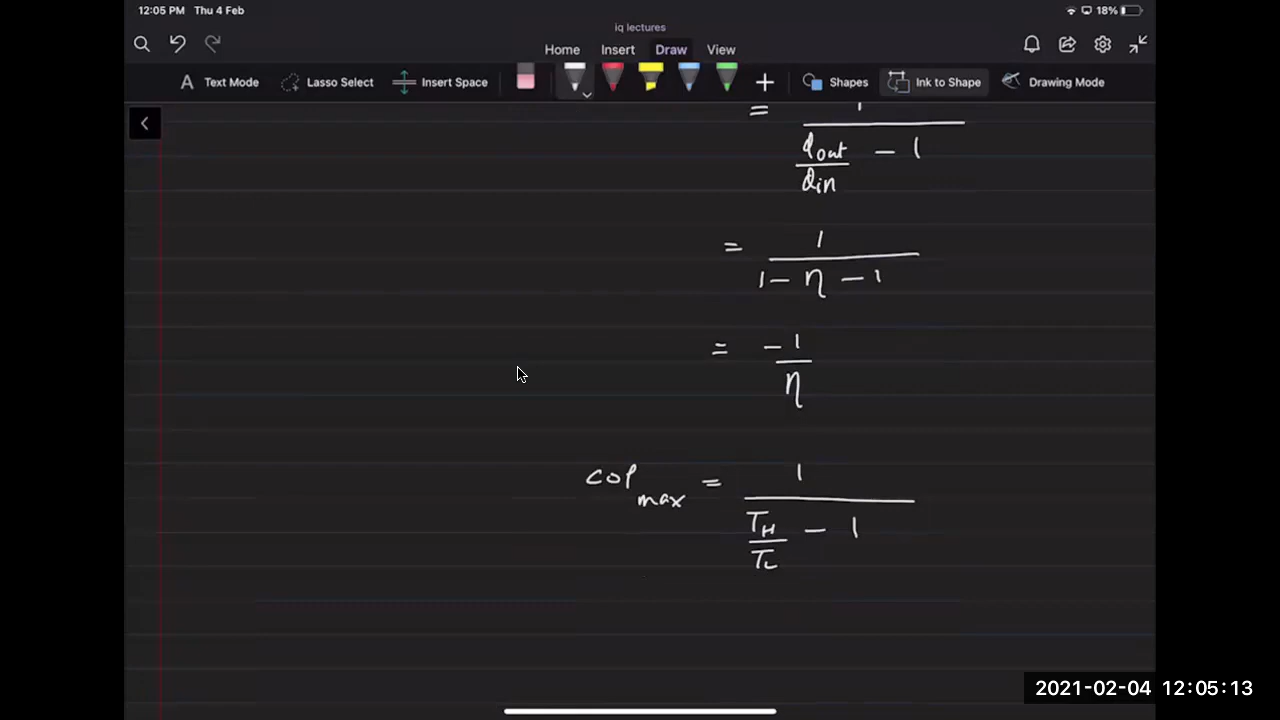 12:05 PM Thu 4 Feb
18%
iq lectures
Home Insert Draw View
Text Mode Lasso Select Insert Space Shapes Ink to Shape Drawing Mode
= 1 / (Qout/Qin - 1)
= 1 / (1 - η - 1)
= -1/η
COP max = 1 / (TH/TL - 1)
2021-02-04 12:05:13